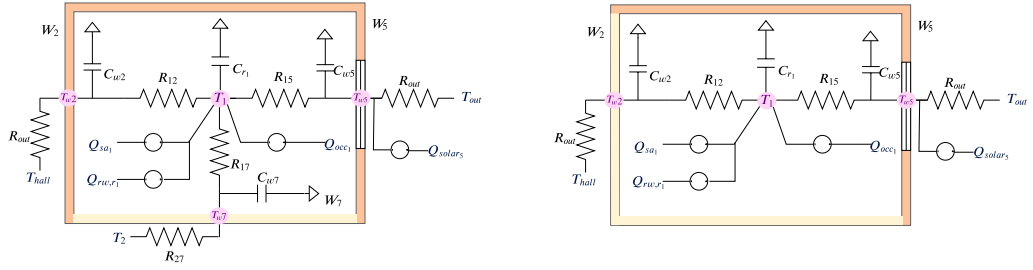 W2
W5
Cw2
R12
Cr1
R15
Cw5
Rout
Tw2
T1
Tw5
Tout
Rout
Qsa1
Qocc1
Qsolar5
R17
Thall
Qrw,r1
Cw7
W7
Tw7
T2
R27
W2
W5
Cw2
R12
Cr1
R15
Cw5
Rout
Tw2
T1
Tw5
Tout
Rout
Qsa1
Qocc1
Qsolar5
Thall
Qrw,r1